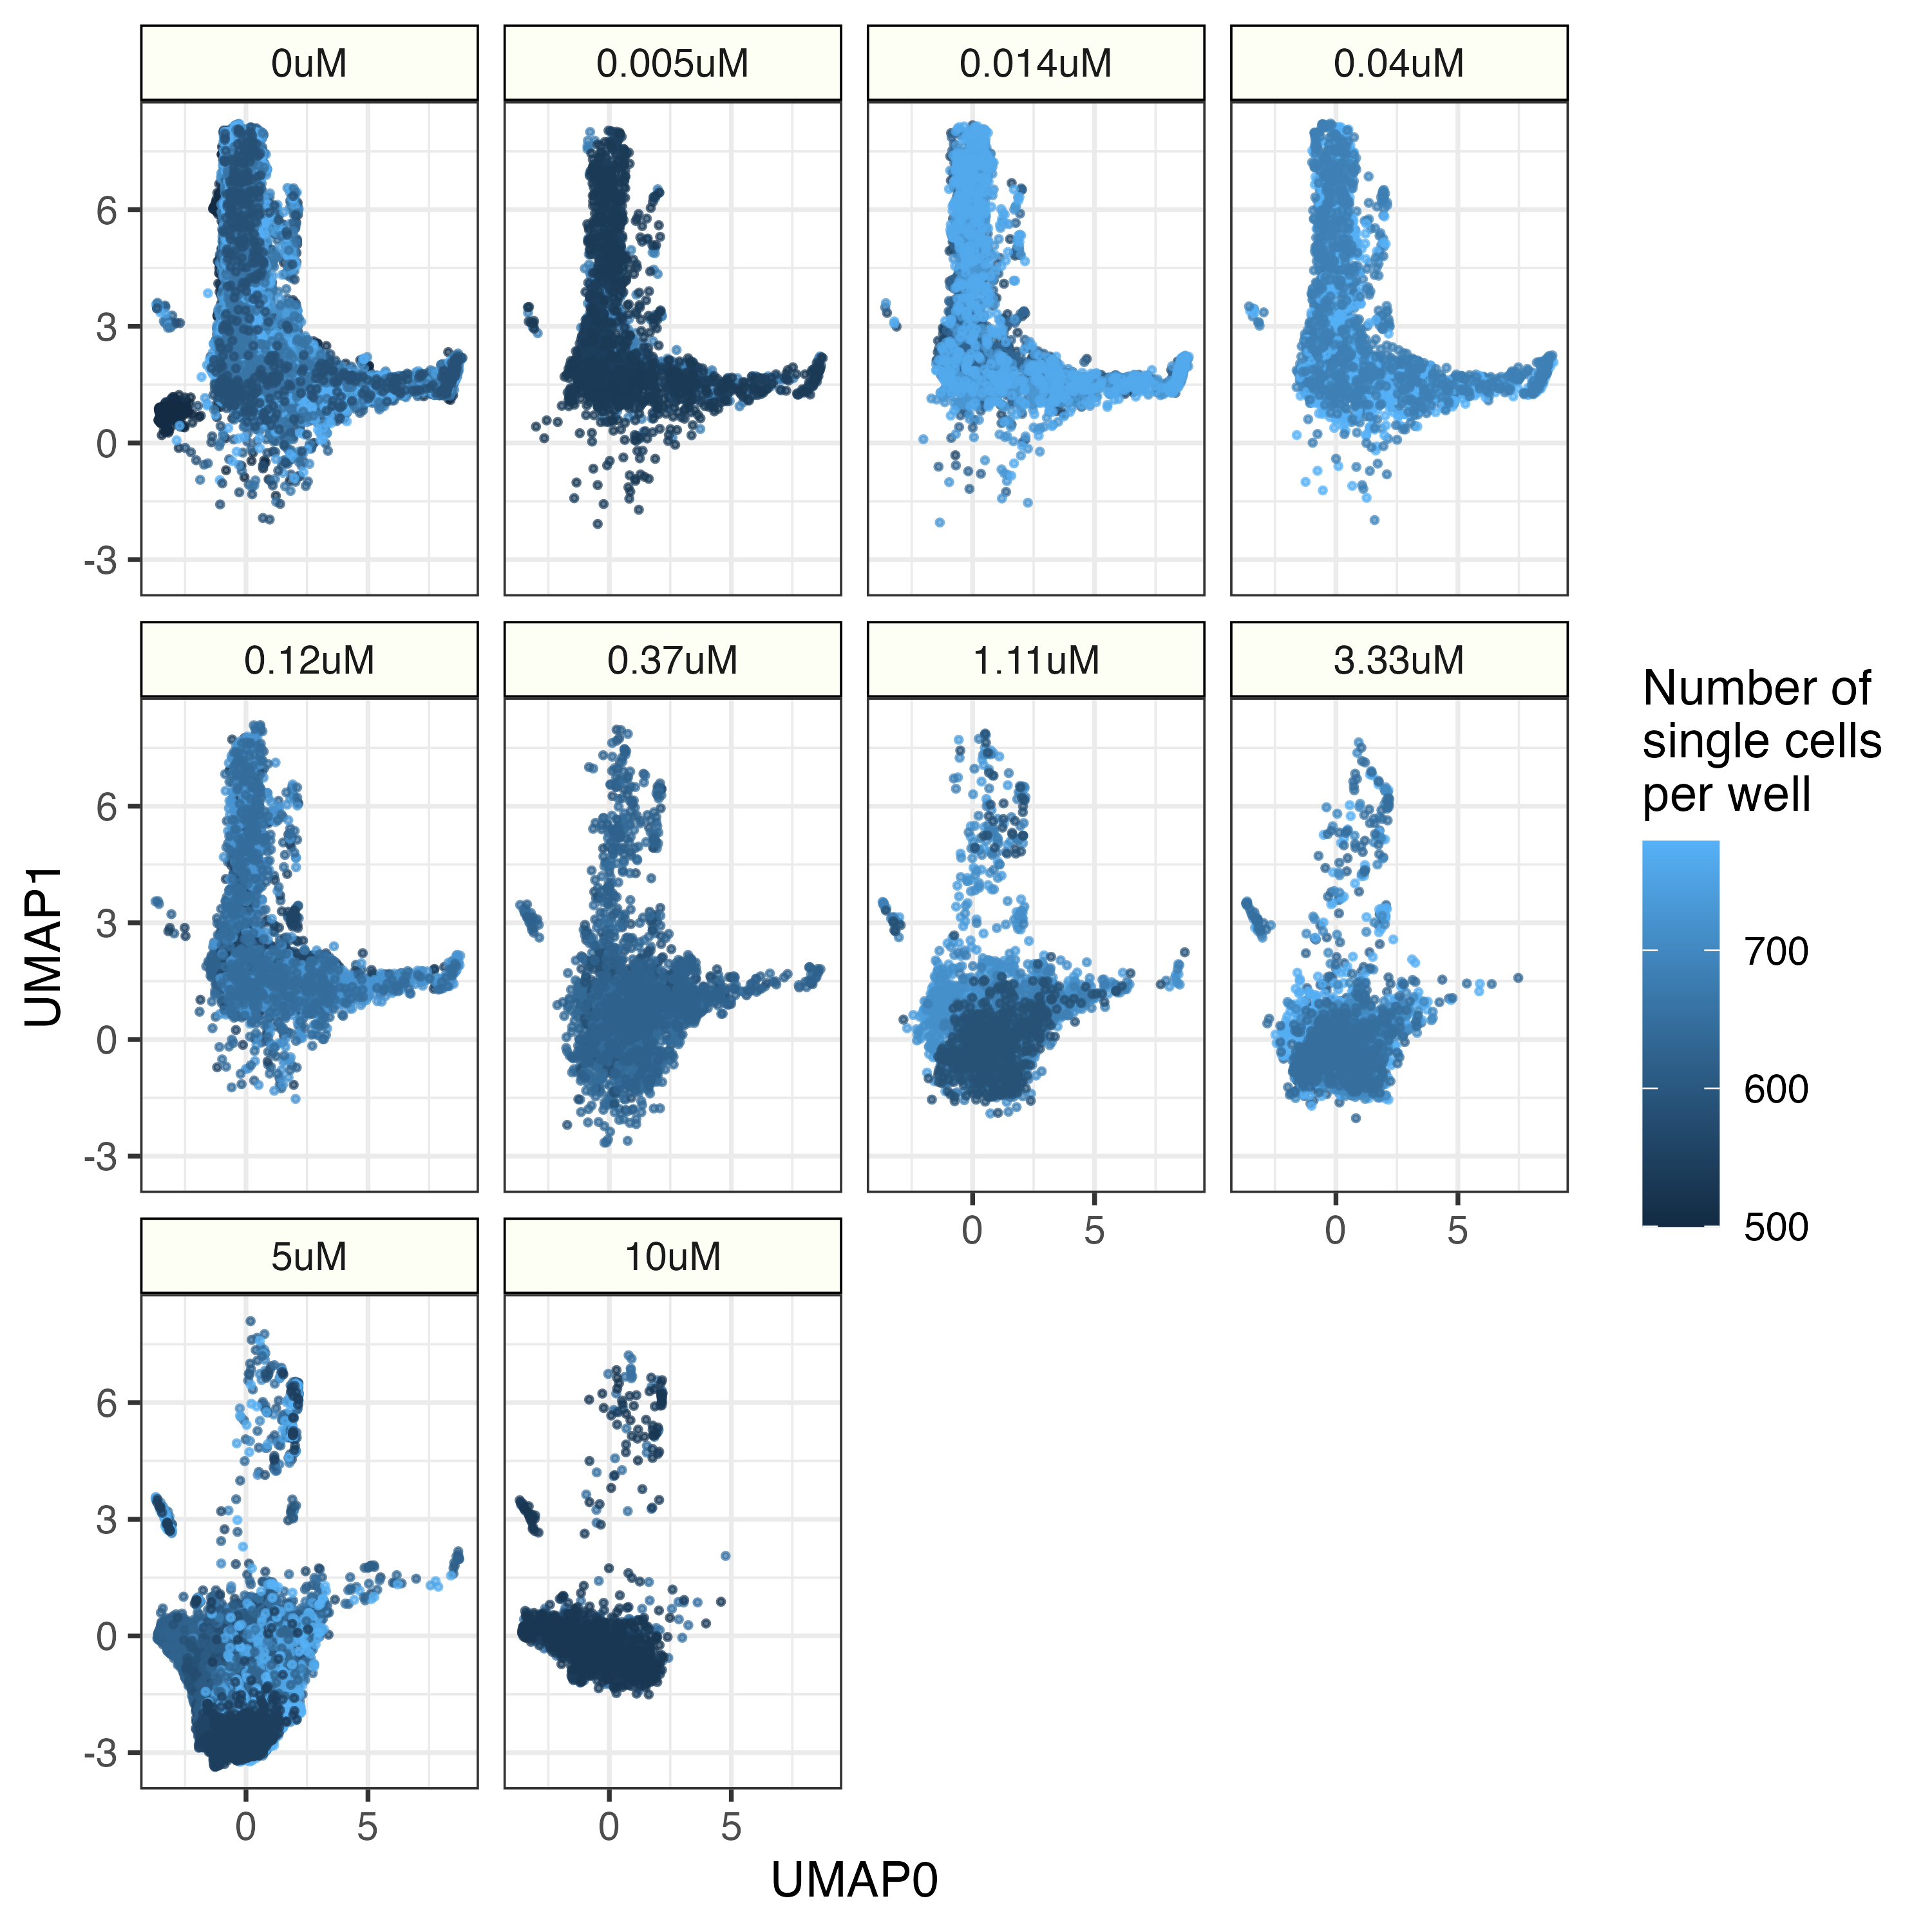 0uM 0.005uM 0.014uM 0.04uM
6
3
0
-3
0.12uM 0.37uM 1.11uM 3.33uM
6
3
0
-3
0 5 0 5
5uM 10uM
6
3
0
-3
0 5 0 5
UMAP1
UMAP0
Number of
single cells
per well
700
600
500